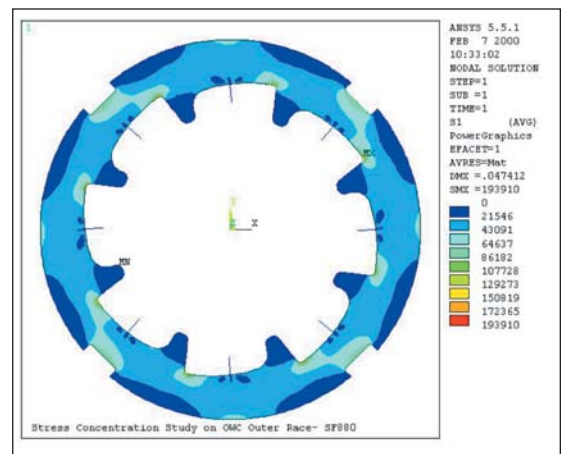 1
ANSYS 5.5.1
FEB 7 2000
10:33:02
NODAL SOLUTION
STEP=1
SUB =1
TIME=1
S1 (AVG)
PowerGraphics
EFACET=1
AVRES=Mat
DMX =.047412
SMX =193910
0
21546
43091
64637
86182
107728
129273
150819
172365
193910
MX
Y
Z X
MN
Stress Concentration Study on OWC Outer Race- SF880